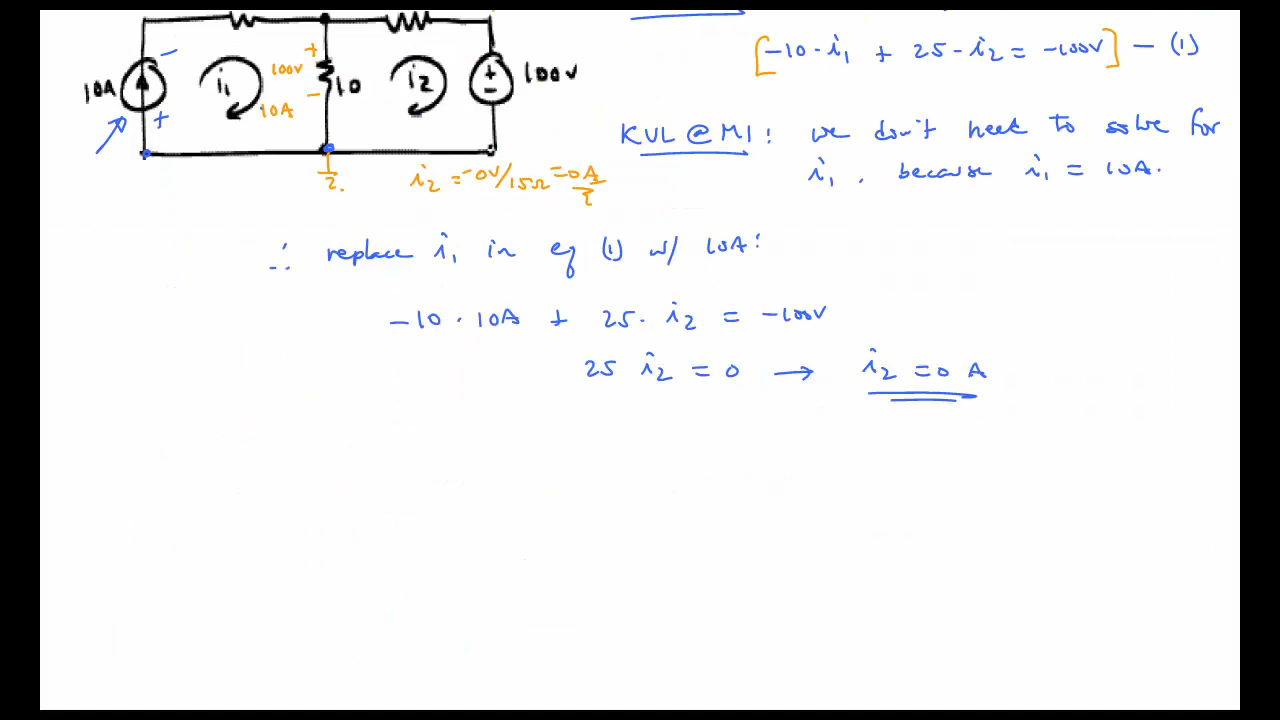 [-10·i₁ + 25·i₂ = -100V] — (1)
10A
i₁
+
100V
-
10A
10
i₂
+
-
100V
-
+
KVL @ M1: we don't need to solve for
i₁, because i₁ = 10A.
i₂ = -0V/15Ω = 0A
∴ replace i₁ in eq (1) w/ 10A:
-10 · 10A + 25 · i₂ = -100V
25 i₂ = 0 → i₂ = 0 A